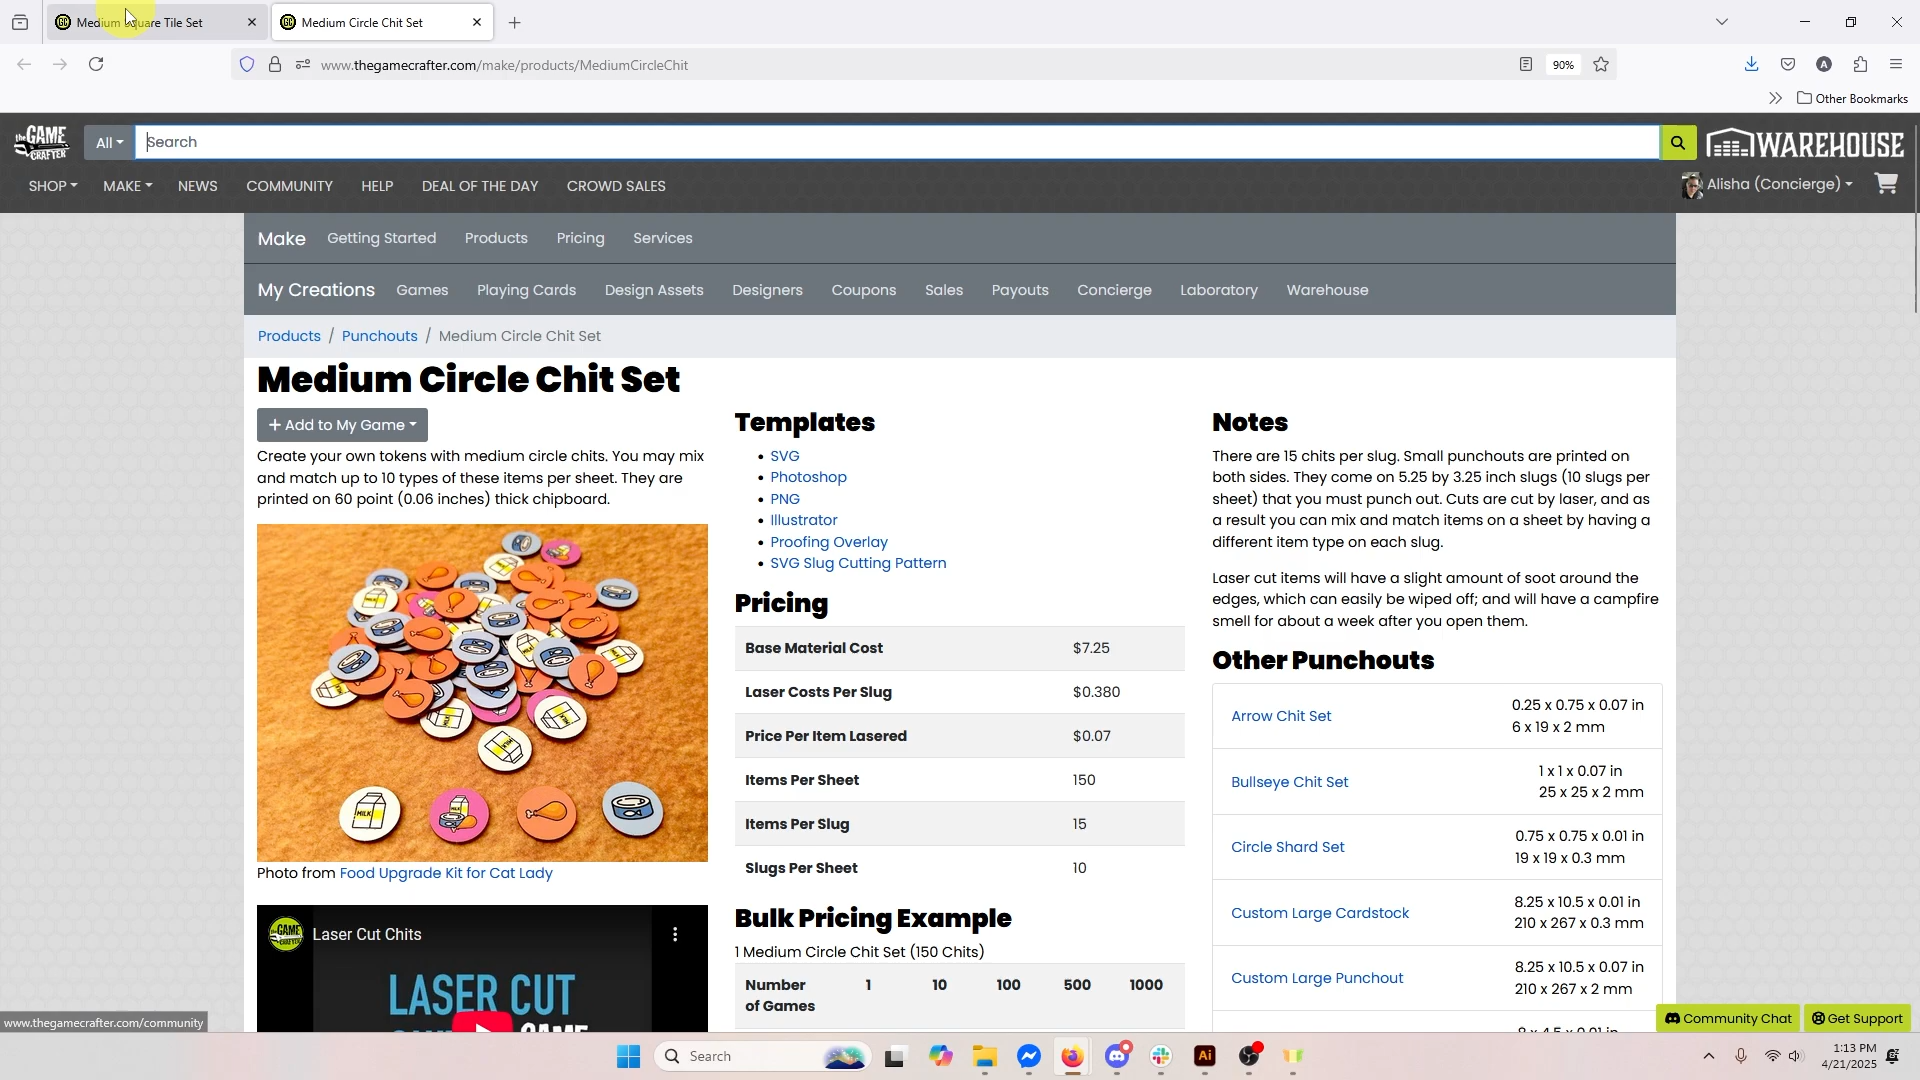 Medium Square Tile Set
Medium Circle Chit Set
www.thegamecrafter.com/make/products/MediumCircleChit
90%
Other Bookmarks
the GAME CRAFTER
All
Search
WAREHOUSE
SHOP
MAKE
NEWS
COMMUNITY
HELP
DEAL OF THE DAY
CROWD SALES
Alisha (Concierge)
Make
Getting Started
Products
Pricing
Services
My Creations
Games
Playing Cards
Design Assets
Designers
Coupons
Sales
Payouts
Concierge
Laboratory
Warehouse
Products / Punchouts / Medium Circle Chit Set
Medium Circle Chit Set
+ Add to My Game
Create your own tokens with medium circle chits. You may mix
and match up to 10 types of these items per sheet. They are
printed on 60 point (0.06 inches) thick chipboard.
MILK
Photo from Food Upgrade Kit for Cat Lady
the GAME CRAFTER
Laser Cut Chits
LASER CUT
Templates
SVG
Photoshop
PNG
Illustrator
Proofing Overlay
SVG Slug Cutting Pattern
Pricing
Base Material Cost $7.25
Laser Costs Per Slug $0.380
Price Per Item Lasered $0.07
Items Per Sheet 150
Items Per Slug 15
Slugs Per Sheet 10
Bulk Pricing Example
1 Medium Circle Chit Set (150 Chits)
Number of Games 1 10 100 500 1000
Notes
There are 15 chits per slug. Small punchouts are printed on
both sides. They come on 5.25 by 3.25 inch slugs (10 slugs per
sheet) that you must punch out. Cuts are cut by laser, and as
a result you can mix and match items on a sheet by having a
different item type on each slug.
Laser cut items will have a slight amount of soot around the
edges, which can easily be wiped off; and will have a campfire
smell for about a week after you open them.
Other Punchouts
Arrow Chit Set
0.25 x 0.75 x 0.07 in
6 x 19 x 2 mm
Bullseye Chit Set
1 x 1 x 0.07 in
25 x 25 x 2 mm
Circle Shard Set
0.75 x 0.75 x 0.01 in
19 x 19 x 0.3 mm
Custom Large Cardstock
8.25 x 10.5 x 0.01 in
210 x 267 x 0.3 mm
Custom Large Punchout
8.25 x 10.5 x 0.07 in
210 x 267 x 2 mm
Community Chat
Get Support
www.thegamecrafter.com/community
Search
Ai
1:13 PM
4/21/2025